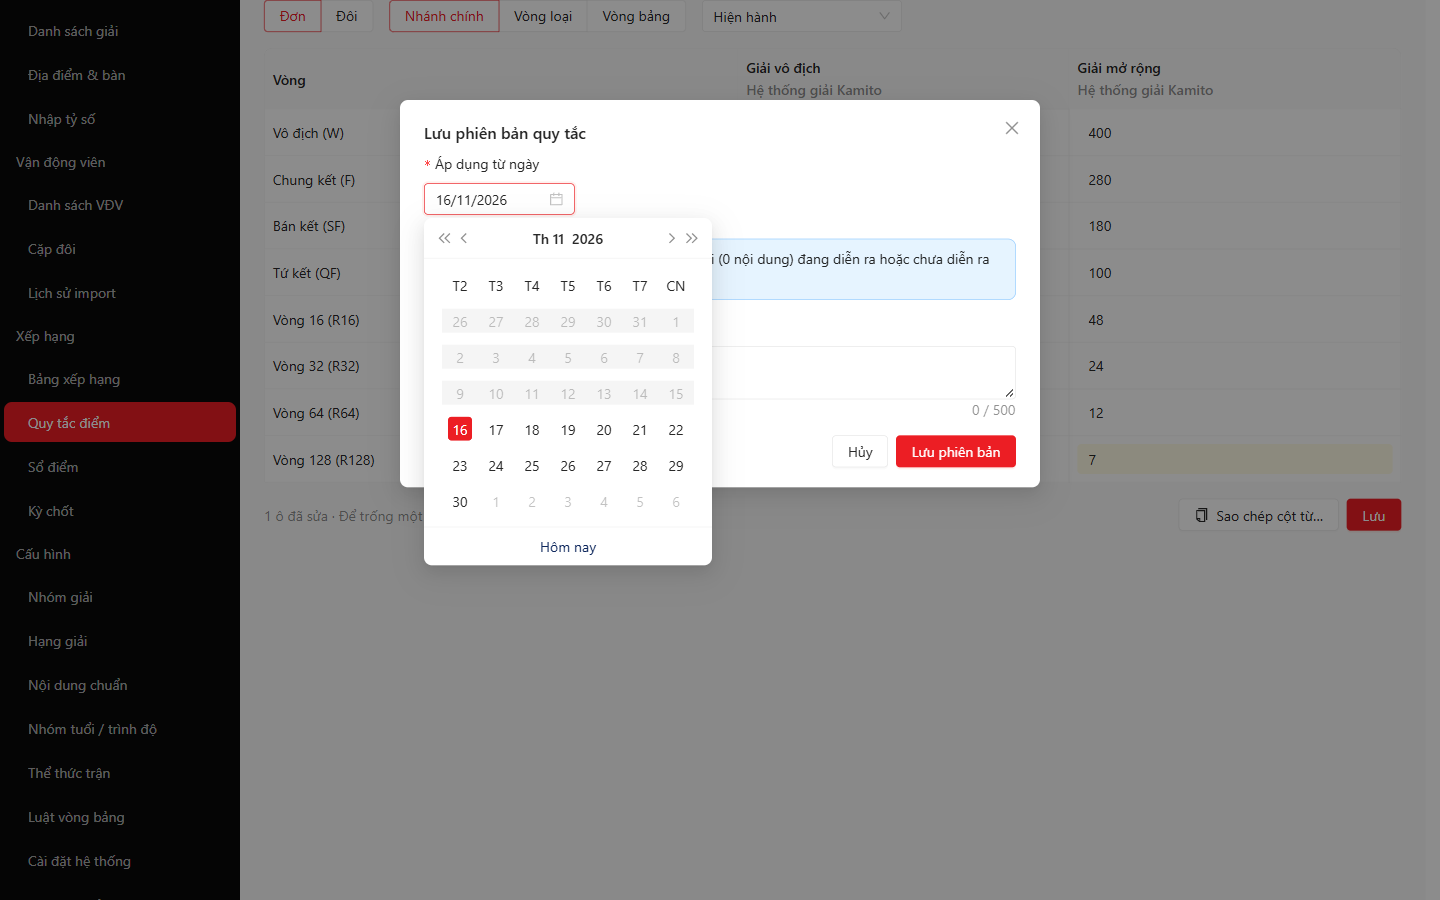 Danh sách giải
Địa điểm & bàn
Nhập tỷ số
Vận động viên
Danh sách VĐV
Cặp đôi
Lịch sử import
Xếp hạng
Bảng xếp hạng
Quy tắc điểm
Sổ điểm
Kỳ chốt
Cấu hình
Nhóm giải
Hạng giải
Nội dung chuẩn
Nhóm tuổi / trình độ
Thể thức trận
Luật vòng bảng
Cài đặt hệ thống
Đơn Đôi Nhánh chính Vòng loại Vòng bảng Hiện hành
Vòng Giải vô địch Giải mở rộng
Hệ thống giải Kamito Hệ thống giải Kamito
Vô địch (W) 400
Chung kết (F) 280
Bán kết (SF) 180
Tứ kết (QF) 100
Vòng 16 (R16) 48
Vòng 32 (R32) 24
Vòng 64 (R64) 12
Vòng 128 (R128) 7
1 ô đã sửa · Để trống một
Sao chép cột từ... Lưu
Lưu phiên bản quy tắc
* Áp dụng từ ngày
16/11/2026
i (0 nội dung) đang diễn ra hoặc chưa diễn ra
0 / 500
Hủy Lưu phiên bản
Th 11 2026
T2 T3 T4 T5 T6 T7 CN
26 27 28 29 30 31 1
2 3 4 5 6 7 8
9 10 11 12 13 14 15
16 17 18 19 20 21 22
23 24 25 26 27 28 29
30 1 2 3 4 5 6
Hôm nay